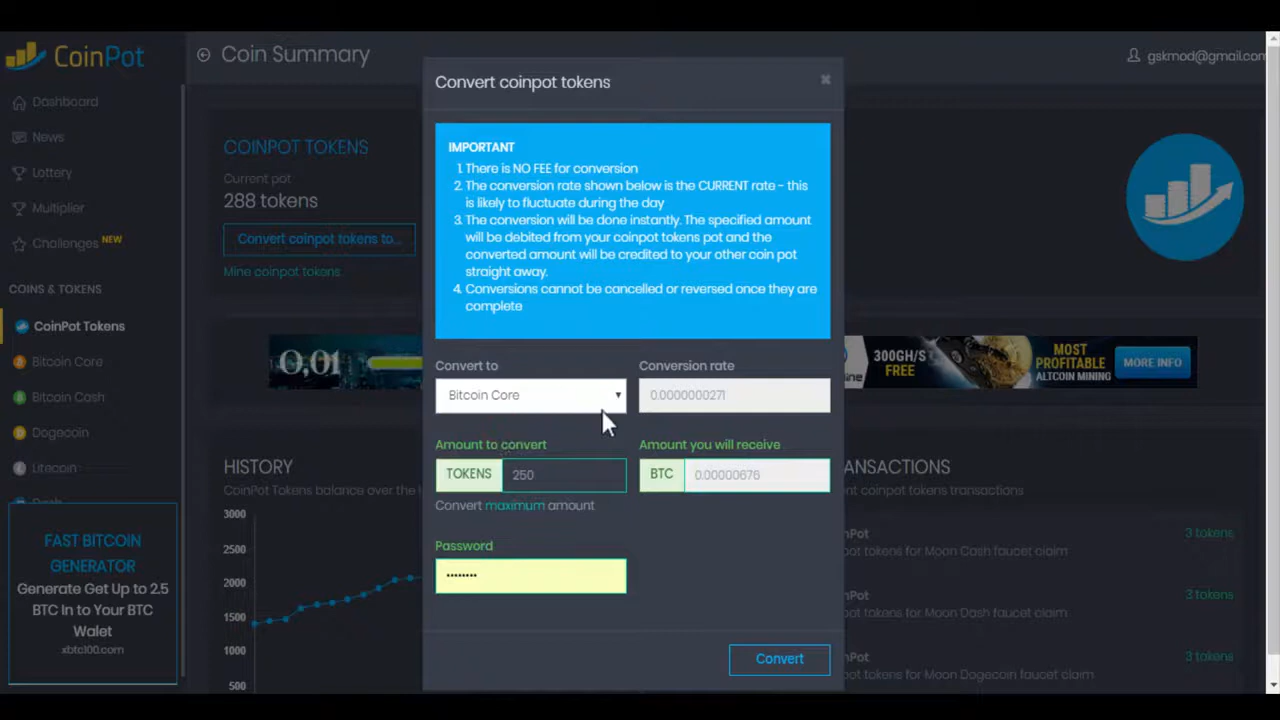 CoinPot
Coin Summary
gskmod@gmail.com
Dashboard
News
Lottery
Multiplier
Challenges NEW
COINS & TOKENS
CoinPot Tokens
Bitcoin Core
Bitcoin Cash
Dogecoin
Litecoin
Dash
FAST BITCOIN
GENERATOR
Generate Get Up to 2.5
BTC In to Your BTC
Walet
xbtc100.com
COINPOT TOKENS
Current pot
288 tokens
Convert coinpot tokens to...
Mine coinpot tokens
0,01
HISTORY
CoinPot Tokens balance over the
3000
2500
2000
1500
1000
500
Convert coinpot tokens
IMPORTANT
1. There is NO FEE for conversion
2. The conversion rate shown below is the CURRENT rate - this
is likely to fluctuate during the day
3. The conversion will be done instantly. The specified amount
will be debited from your coinpot tokens pot and the
converted amount will be credited to your other coin pot
straight away.
4. Conversions cannot be cancelled or reversed once they are
complete
Convert to
Conversion rate
Bitcoin Core
0.0000000271
Amount to convert
Amount you will receive
TOKENS 250
BTC 0.00000676
Convert maximum amount
Password
Convert
300GH/S
FREE
MOST
PROFITABLE
ALTCOIN MINING
MORE INFO
ANSACTIONS
nt coinpot tokens transactions
Pot 3 tokens
pot tokens for Moon Cash faucet claim
Pot 3 tokens
pot tokens for Moon Dash faucet claim
Pot 3 tokens
pot tokens for Moon Dogecoin faucet claim